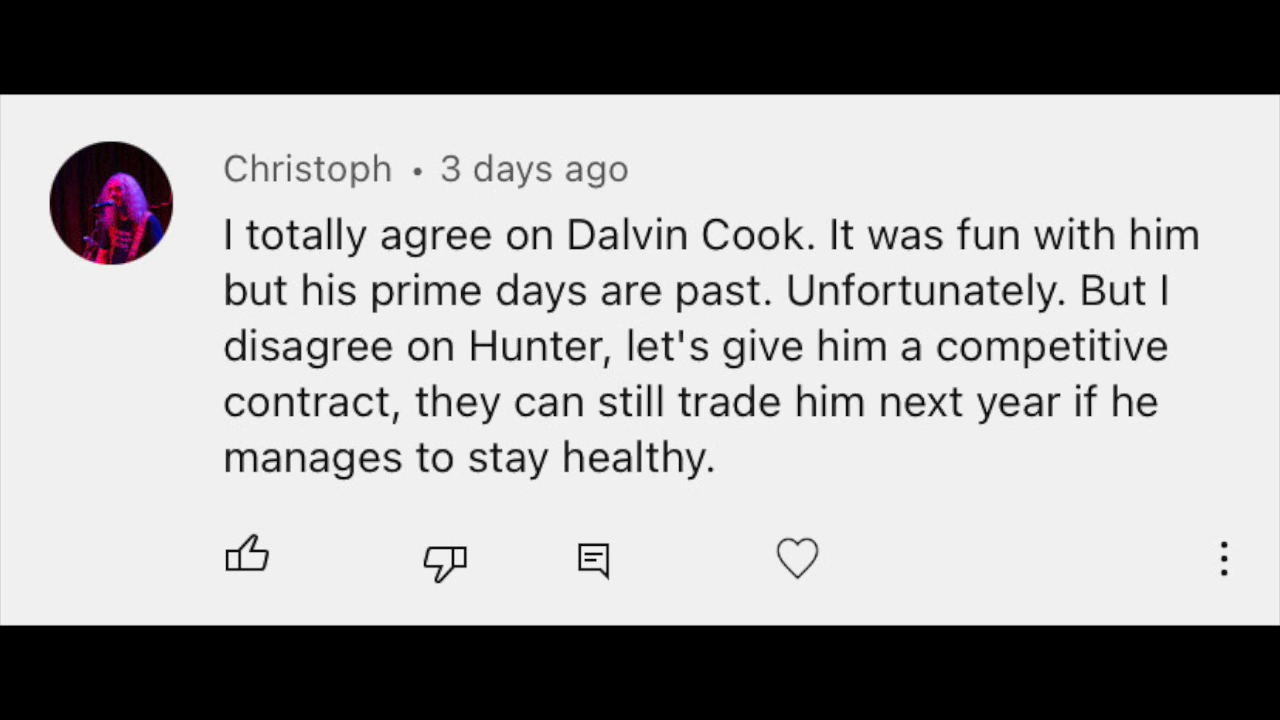 Christoph • 3 days ago
I totally agree on Dalvin Cook. It was fun with him
but his prime days are past. Unfortunately. But I
disagree on Hunter, let's give him a competitive
contract, they can still trade him next year if he
manages to stay healthy.